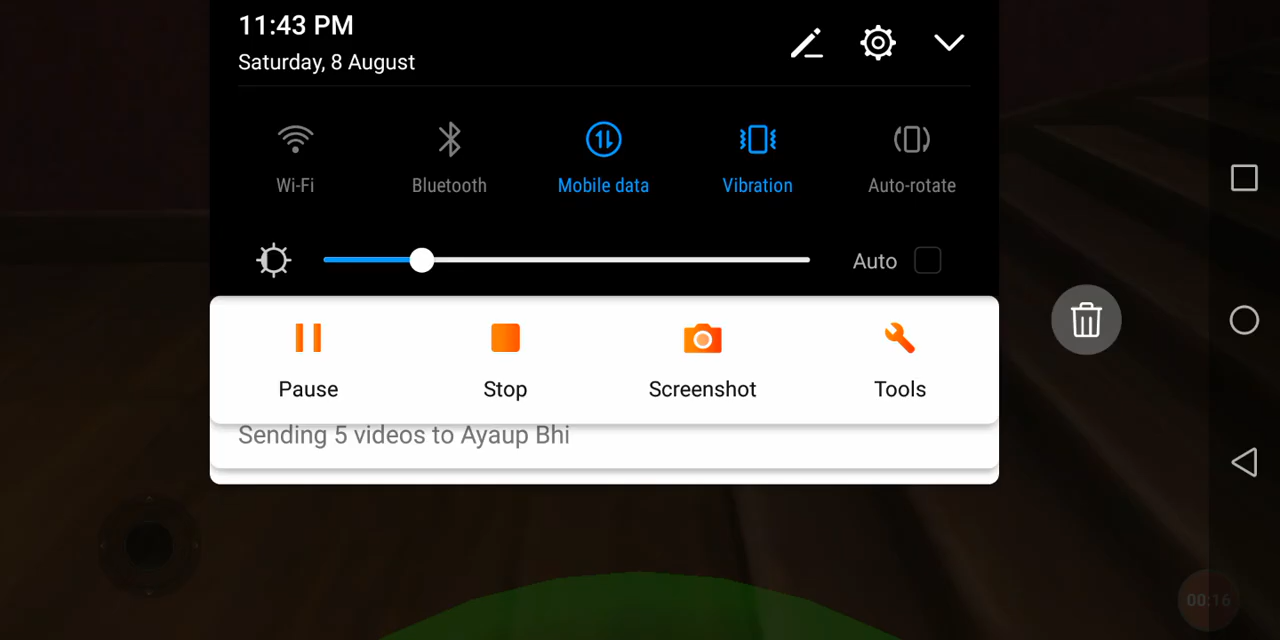 11:43 PM
Saturday, 8 August
Wi-Fi
Bluetooth
Mobile data
Vibration
Auto-rotate
Auto
Pause
Stop
Screenshot
Tools
Sending 5 videos to Ayaup Bhi
00:16